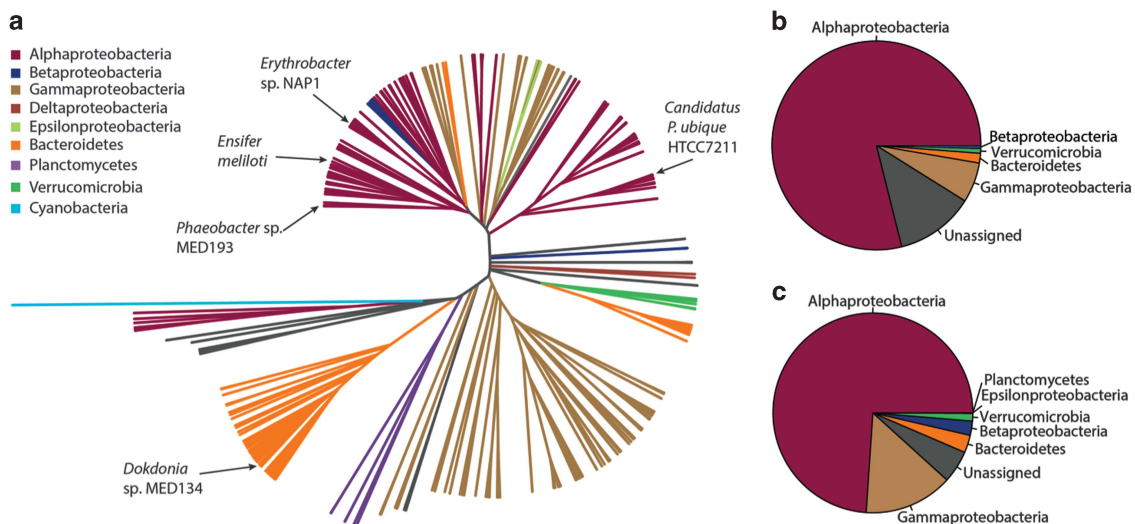 a
Alphaproteobacteria
Betaproteobacteria
Gammaproteobacteria
Deltaproteobacteria
Epsilonproteobacteria
Bacteroidetes
Planctomycetes
Verrucomicrobia
Cyanobacteria
Erythrobacter
sp. NAP1
Ensifer
meliloti
Phaeobacter sp.
MED193
Candidatus
P. ubique
HTCC7211
Dokdonia
sp. MED134
b
Alphaproteobacteria
Betaproteobacteria
Verrucomicrobia
Bacteroidetes
Gammaproteobacteria
Unassigned
c
Alphaproteobacteria
Planctomycetes
Epsilonproteobacteria
Verrucomicrobia
Betaproteobacteria
Bacteroidetes
Unassigned
Gammaproteobacteria